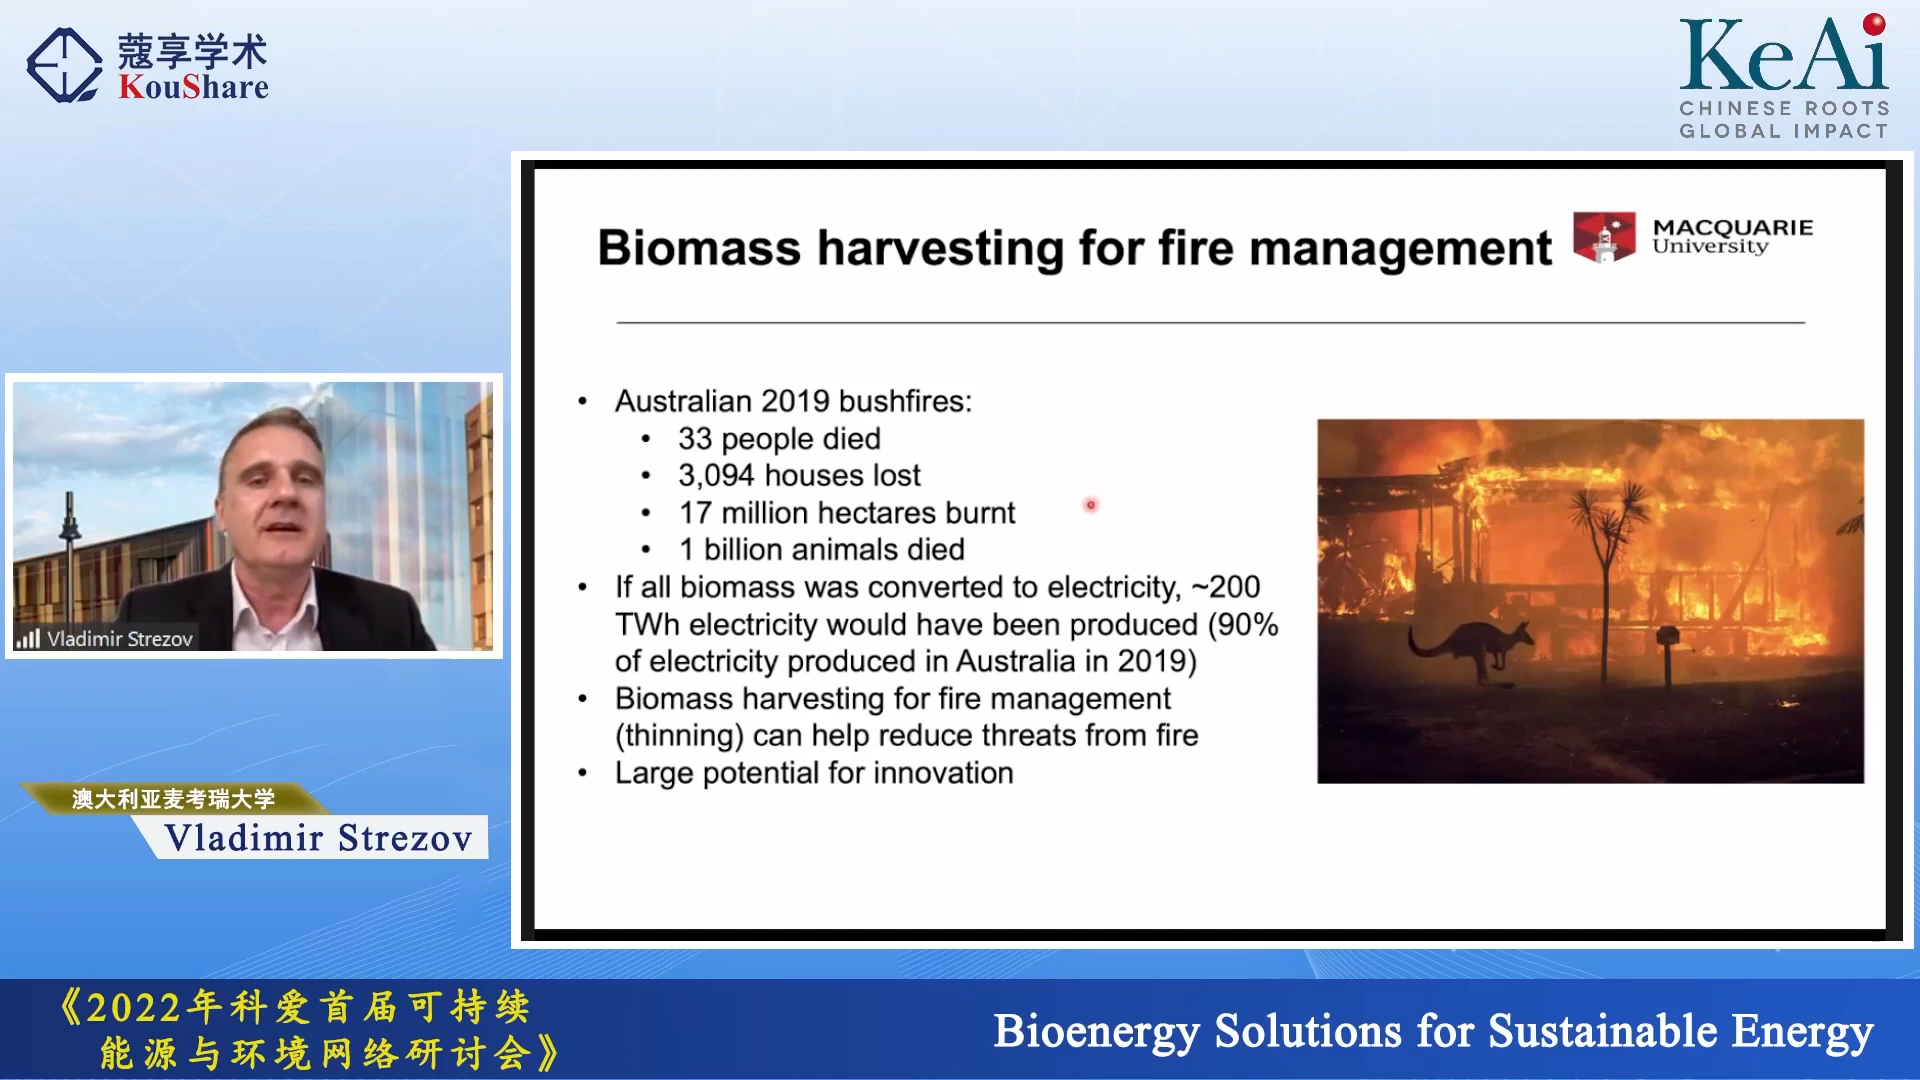 蔻享学术
KouShare
KeAi
CHINESE ROOTS
GLOBAL IMPACT
Biomass harvesting for fire management
MACQUARIE
University
• Australian 2019 bushfires:
• 33 people died
• 3,094 houses lost
• 17 million hectares burnt
• 1 billion animals died
• If all biomass was converted to electricity, ~200
TWh electricity would have been produced (90%
of electricity produced in Australia in 2019)
• Biomass harvesting for fire management
(thinning) can help reduce threats from fire
• Large potential for innovation
Vladimir Strezov
澳大利亚麦考瑞大学
Vladimir Strezov
《2022年科爱首届可持续
能源与环境网络研讨会》
Bioenergy Solutions for Sustainable Energy